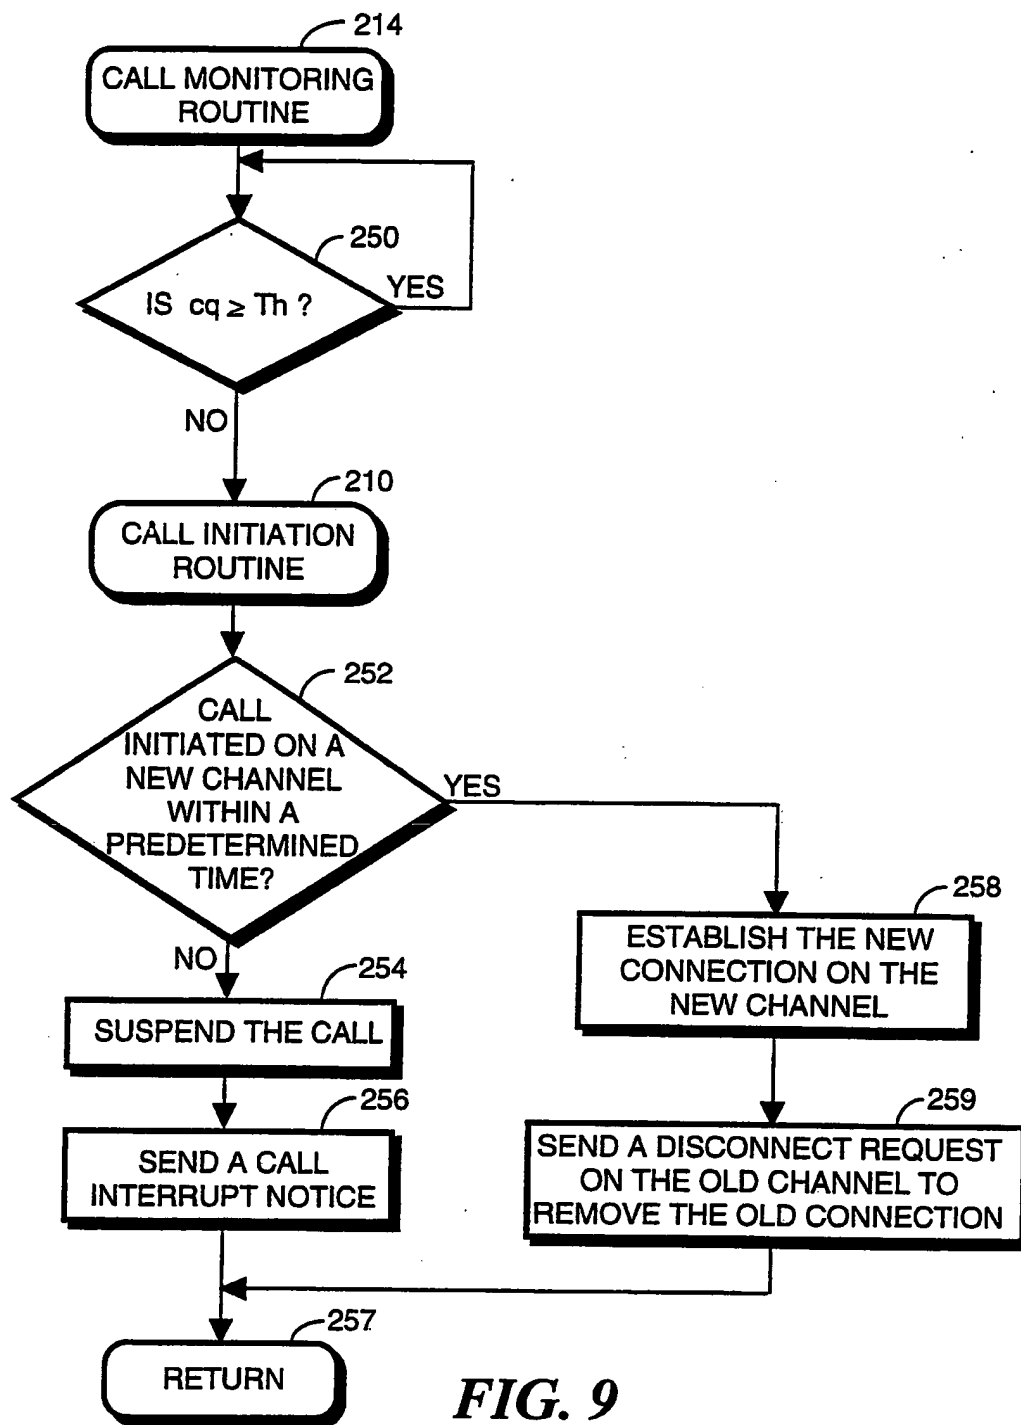 214
CALL MONITORING
ROUTINE
250
IS cq ≥ Th ?
YES
NO
210
CALL INITIATION
ROUTINE
252
CALL
INITIATED ON A
NEW CHANNEL
WITHIN A
PREDETERMINED
TIME?
YES
NO
258
ESTABLISH THE NEW
CONNECTION ON THE
NEW CHANNEL
254
SUSPEND THE CALL
256
SEND A CALL
INTERRUPT NOTICE
259
SEND A DISCONNECT REQUEST
ON THE OLD CHANNEL TO
REMOVE THE OLD CONNECTION
257
RETURN
FIG. 9